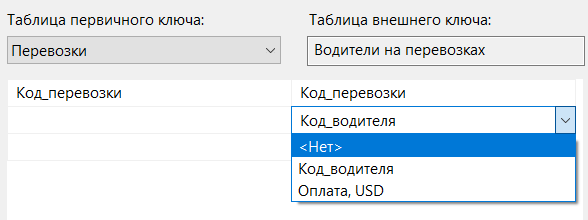 Таблица первичного ключа: Таблица внешнего ключа:
Перевозки Водители на перевозках
Код_перевозки Код_перевозки
Код_водителя
<Нет>
Код_водителя
Оплата, USD